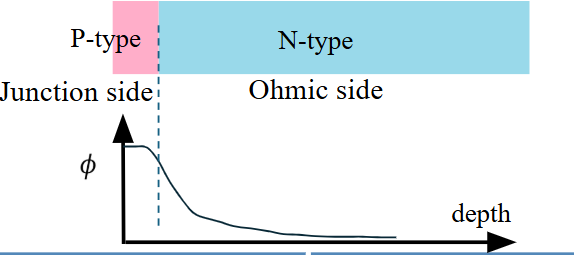 P-type
N-type
Junction side
Ohmic side
ϕ
depth